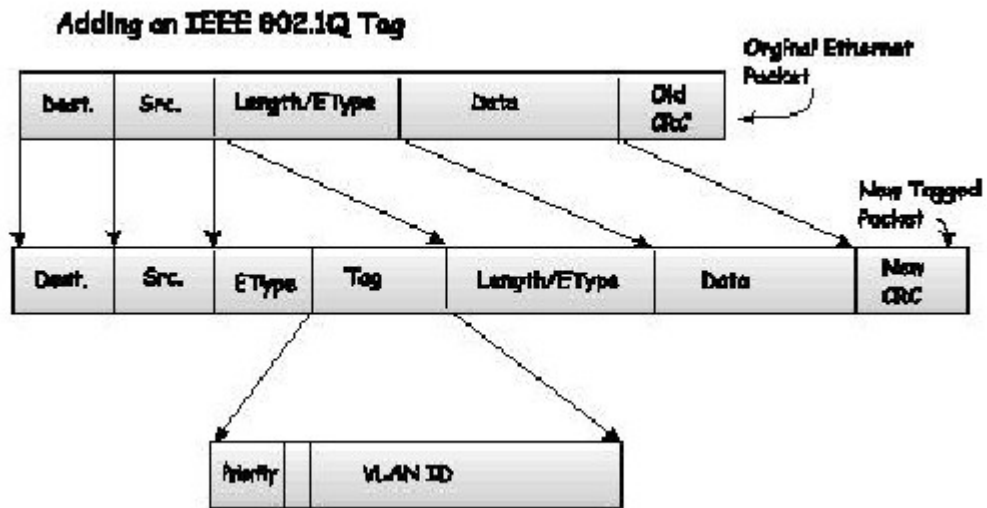 Adding an IEEE 802.1Q Tag
Orginal Ethernet
Packet
Dest. Src. Length/EType Data Old
CRC
New Tagged
Packet
Dest. Src. EType Tag Length/EType Data New
CRC
Priority VLAN ID